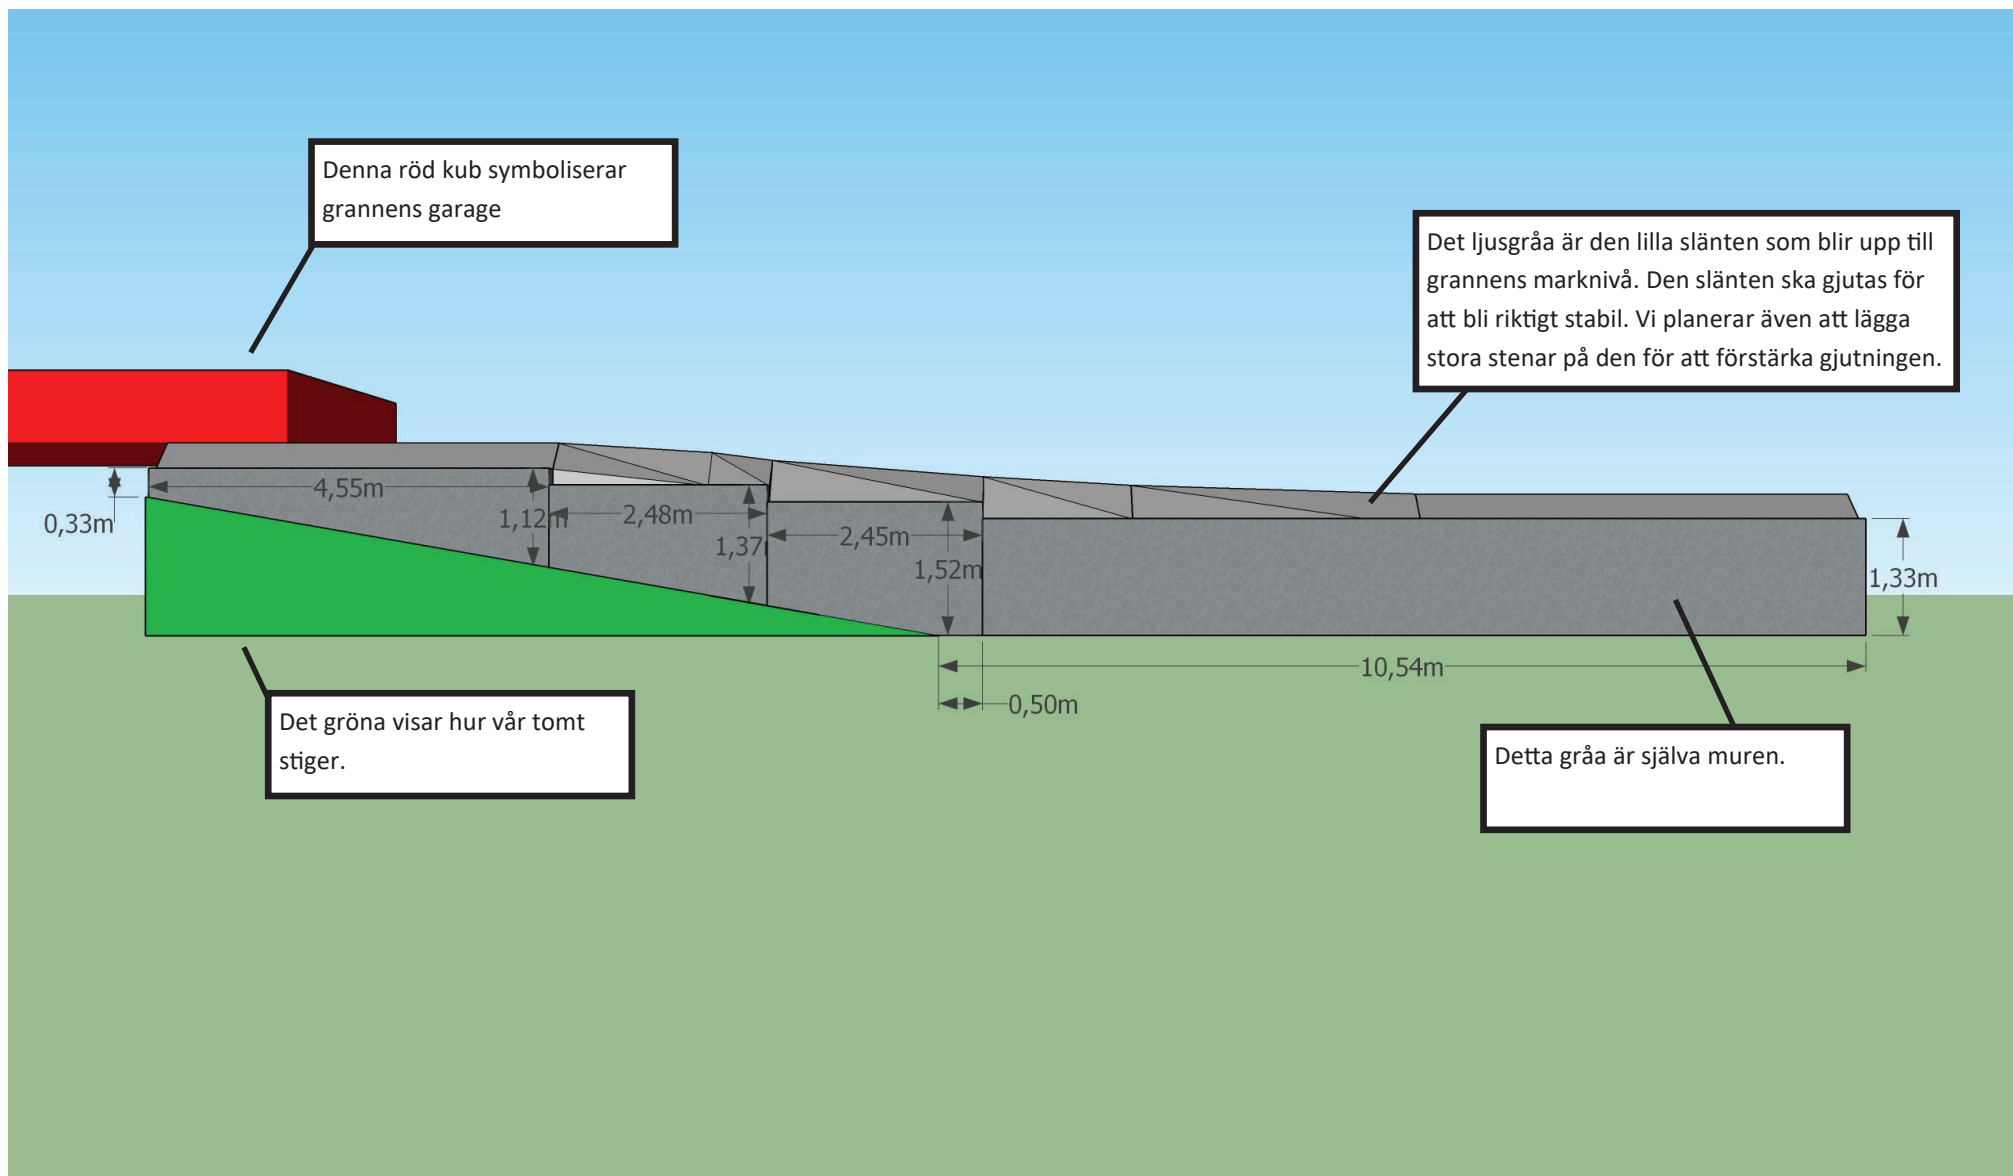 Denna röd kub symboliserar
grannens garage
Det ljusgråa är den lilla slänten som blir upp till
grannens marknivå. Den slänten ska gjutas för
att bli riktigt stabil. Vi planerar även att lägga
stora stenar på den för att förstärka gjutningen.
4,55m
0,33m
1,12m
2,48m
1,37
2,45m
1,52m
1,33m
10,54m
0,50m
Det gröna visar hur vår tomt
stiger.
Detta gråa är själva muren.